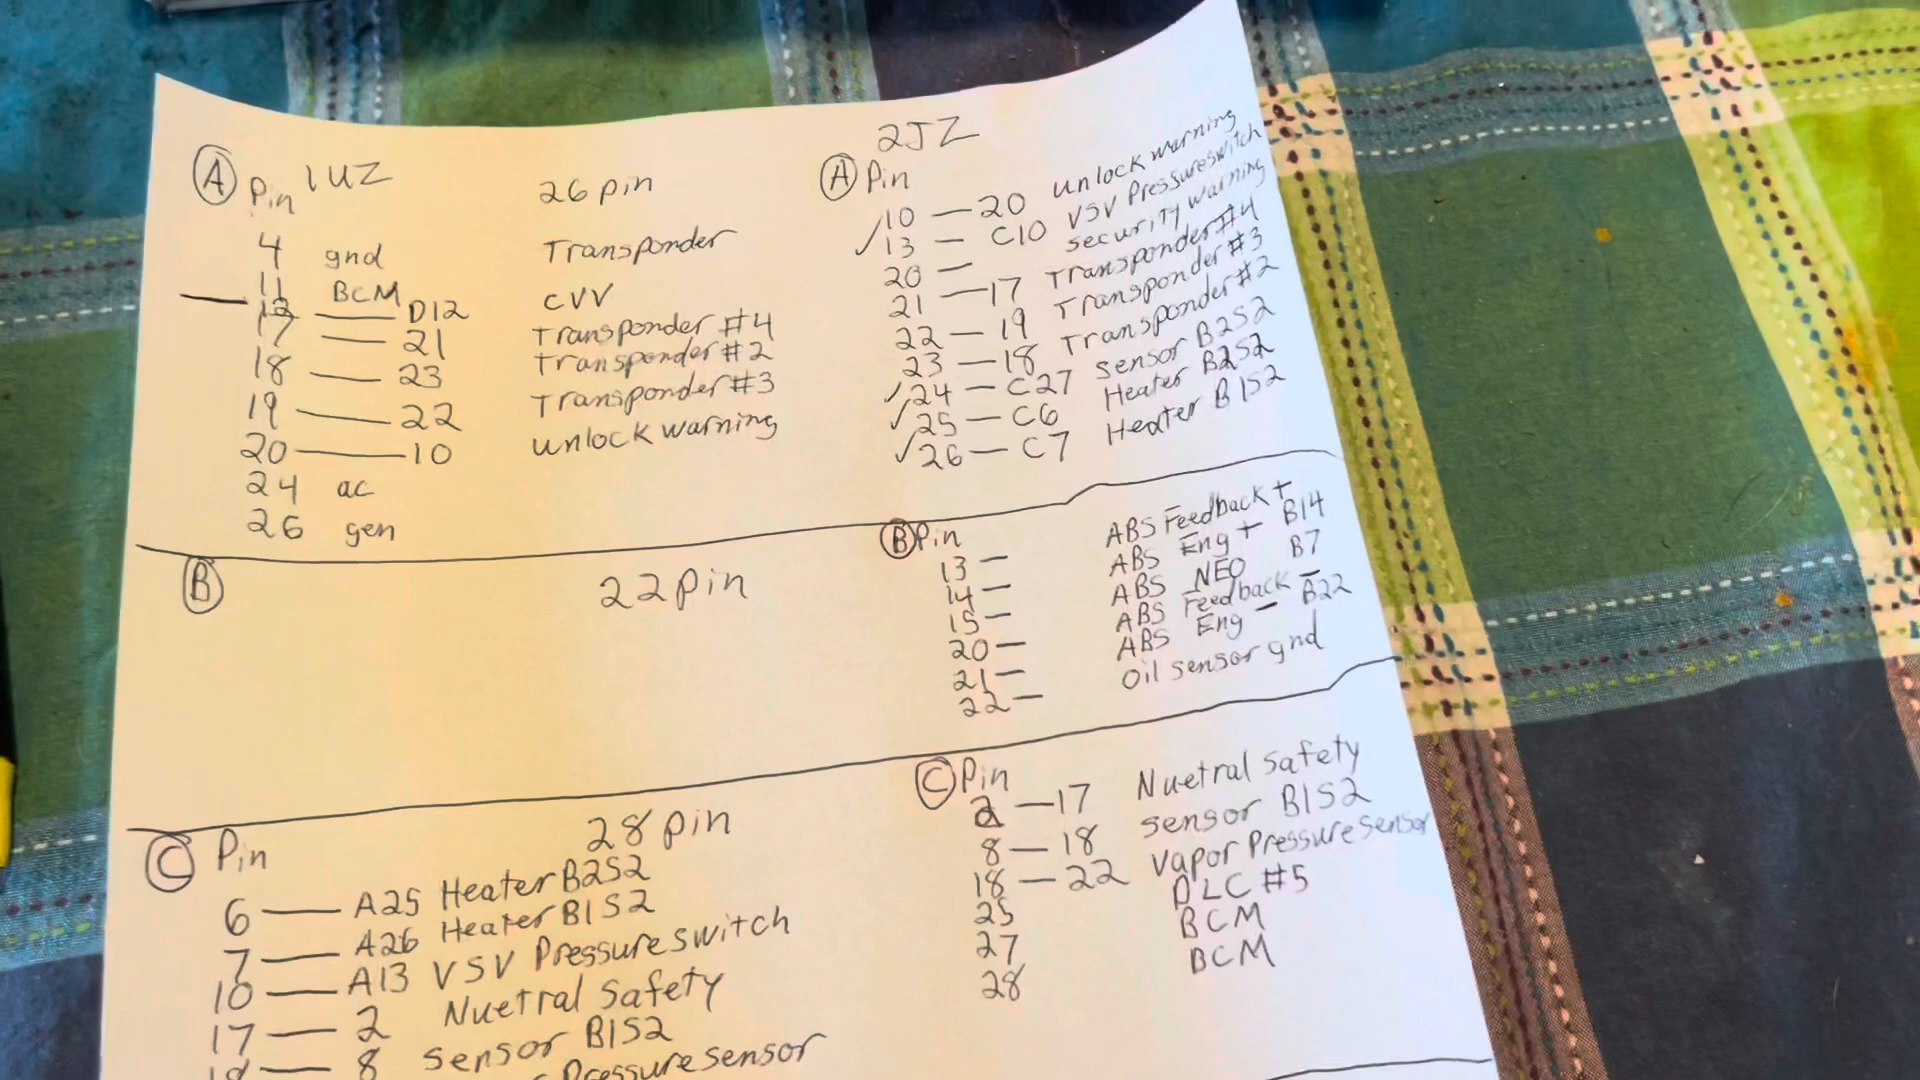 A Pin 1UZ 26 pin
4 gnd Transponder
11 BCM
12 — D12 CVV
17 — 21 Transponder #4
18 — 23 Transponder #2
19 — 22 Transponder #3
20 — 10 unlock warning
24 ac
26 gen
2JZ
A Pin
✓10 — 20 unlock warning
13 — C10 VSV Pressure switch
20 — security warning
21 — 17 Transponder #4
22 — 19 Transponder #3
23 — 18 Transponder #2
✓24 — C27 sensor B2S2
✓25 — C6 Heater B2S2
✓26 — C7 Heater B1S2
B 22 pin
B Pin
13 — ABS Feedback +
14 — ABS Eng + B14
15 — ABS NEO B7
20 — ABS Feedback -
21 — ABS Eng - B22
22 — Oil sensor gnd
C Pin 28 pin
6 — A25 Heater B2S2
7 — A26 Heater B1S2
10 — A13 VSV Pressure switch
17 — 2 Nuetral Safety
18 — 8 Sensor B1S2
Pressure sensor
C Pin
2 — 17 Nuetral Safety
8 — 18 sensor B1S2
18 — 22 Vapor Pressure sensor
25 DLC #5
27 BCM
28 BCM